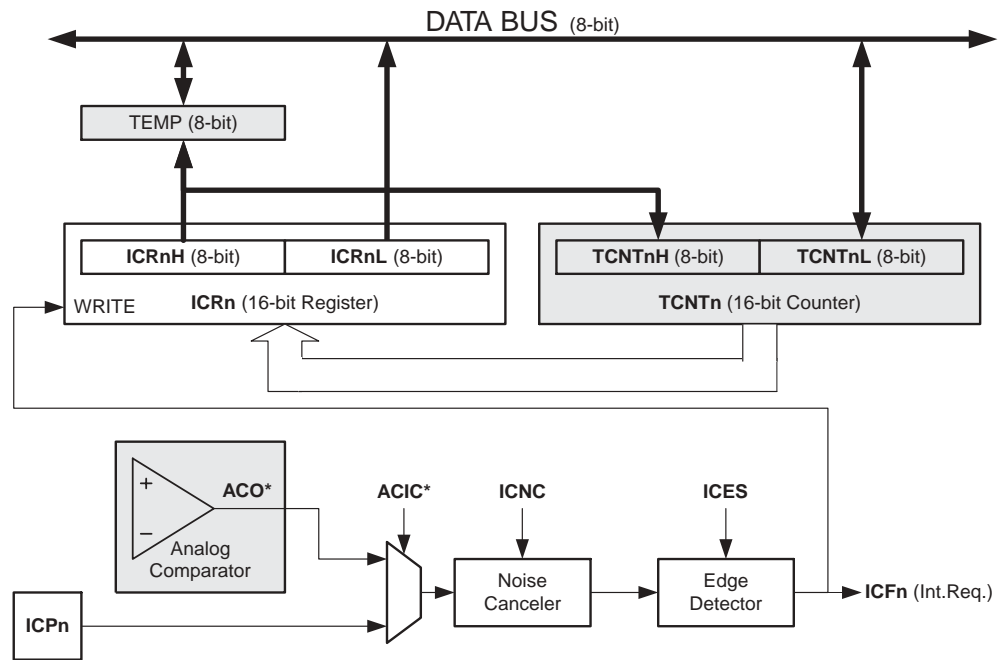 DATA BUS (8-bit)
TEMP (8-bit)
ICRnH (8-bit)
ICRnL (8-bit)
TCNTnH (8-bit)
TCNTnL (8-bit)
WRITE
ICRn (16-bit Register)
TCNTn (16-bit Counter)
+
−
ACO*
Analog
Comparator
ACIC*
ICNC
ICES
Noise
Canceler
Edge
Detector
ICFn (Int.Req.)
ICPn